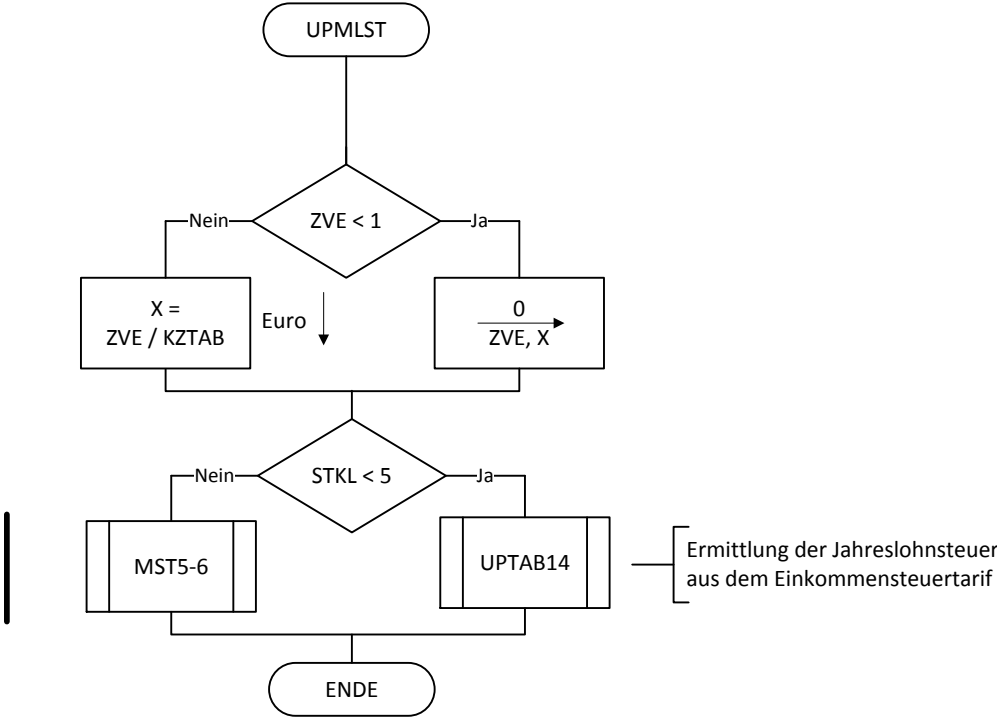 UPMLST
ZVE < 1
Nein
Ja
X =
ZVE / KZTAB
Euro
0
ZVE, X
STKL < 5
Nein
Ja
MST5-6
UPTAB14
Ermittlung der Jahreslohnsteuer
aus dem Einkommensteuertarif
ENDE